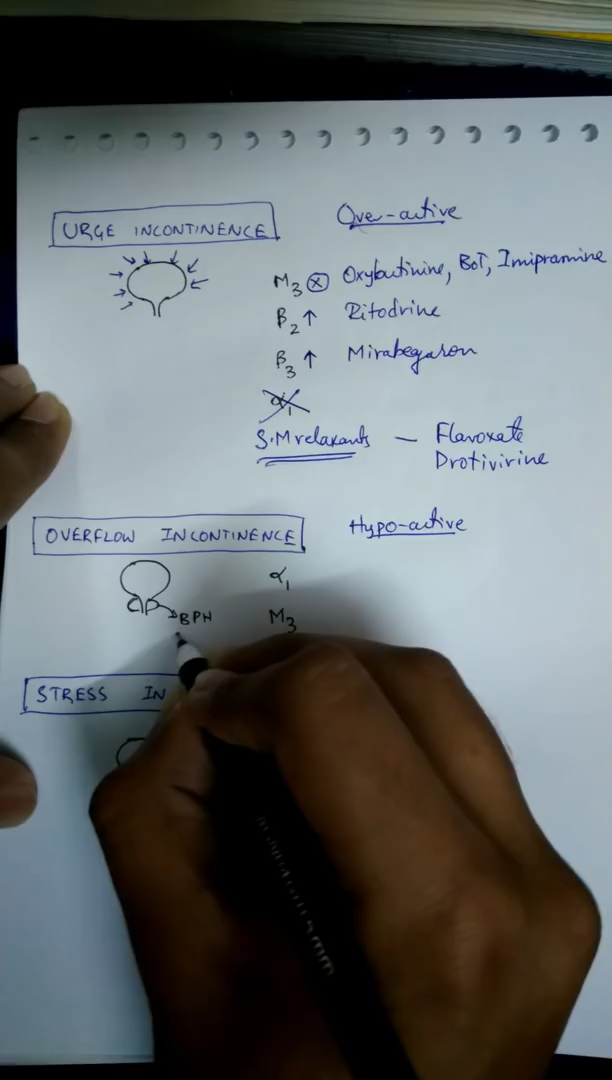 URGE INCONTINENCE
Over-active
M3 ⓧ Oxybutinine, BoT, Imipramine
β2 ↑ Ritodrine
β3 ↑ Mirabegaron
α1
S.M relaxants — Flavoxate
Drotivirine
OVERFLOW INCONTINENCE
Hypo-active
α1
BPH
M3
STRESS IN